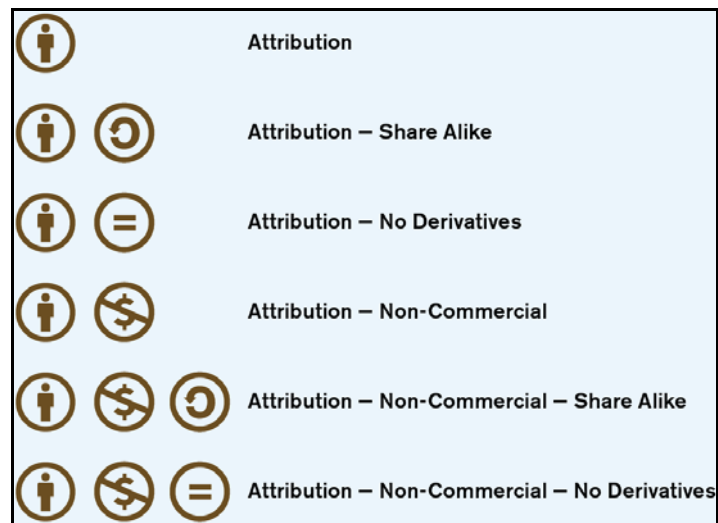 Attribution
Attribution — Share Alike
Attribution — No Derivatives
Attribution — Non-Commercial
Attribution — Non-Commercial — Share Alike
Attribution — Non-Commercial — No Derivatives